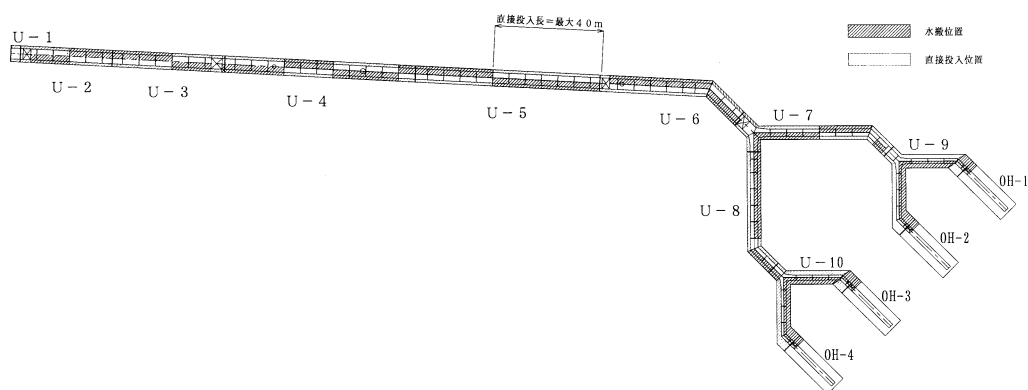 直接投入長＝最大４０ｍ
水搬位置
直接投入位置
Ｕ－１
Ｕ－２
Ｕ－３
Ｕ－４
Ｕ－５
Ｕ－６
Ｕ－７
Ｕ－８
Ｕ－９
Ｕ－10
OH-1
OH-2
OH-3
OH-4